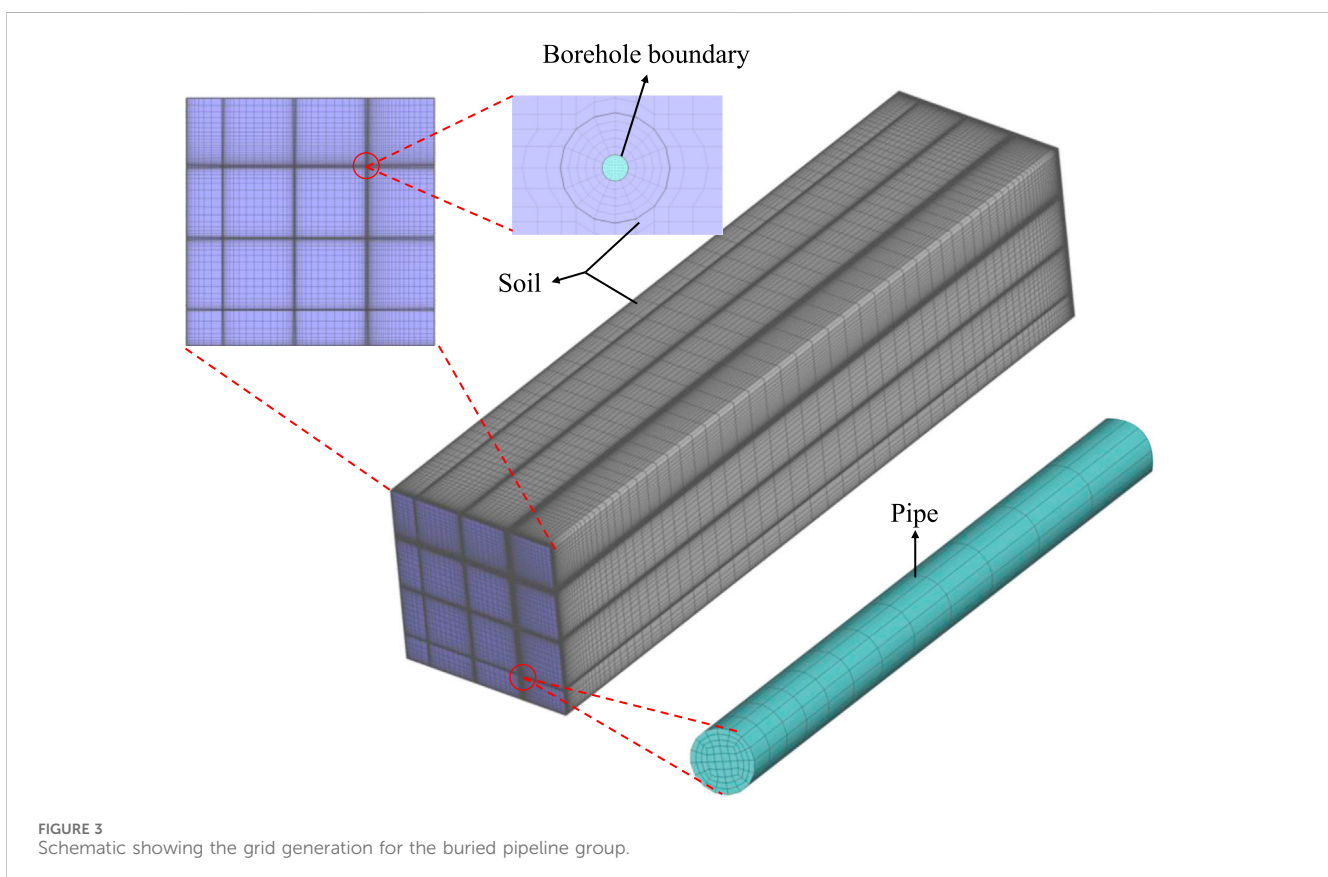 Borehole boundary
Soil
Pipe
FIGURE 3
Schematic showing the grid generation for the buried pipeline group.